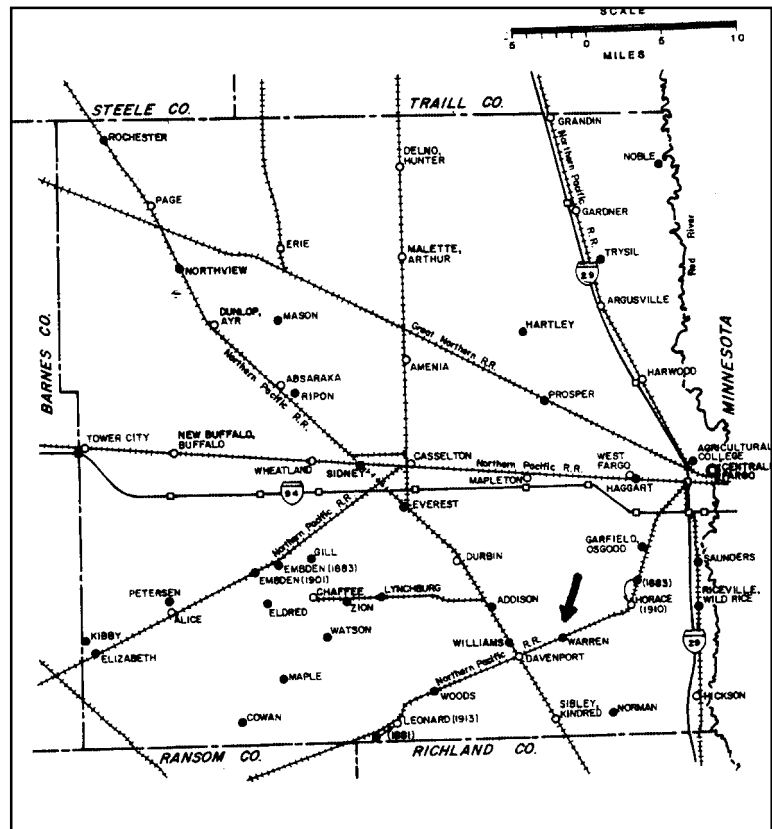 SCALE
-5 0 5 10
MILES
STEELE CO.
TRAILL CO.
ROCHESTER
GRANDIN
DELNO,
HUNTER
NOBLE
Northern Pacific R.R.
Red River
PAGE
GARDNER
ERIE
MALETTE,
ARTHUR
TRYSIL
NORTHVIEW
29
ARGUSVILLE
DUNLOP,
AYR
MASON
HARTLEY
Great Northern R.R.
MINNESOTA
BARNES CO.
Northern Pacific R.R.
AMENIA
HARWOOD
ABSARAKA
RIPON
PROSPER
TOWER CITY
NEW BUFFALO,
BUFFALO
WHEATLAND
SIDNEY
CASSELTON
Northern Pacific R.R.
MAPLETON
WEST
FARGO
HAGGART
AGRICULTURAL
COLLEGE
CENTRAL
FARGO
94
EVEREST
Northern Pacific R.R.
GILL
EMBDEN (1883)
EMBDEN (1901)
DURBIN
GARFIELD,
OSGOOD
SAUNDERS
PETERSEN
ALICE
CHAFFEE
ZION
LYNCHBURG
ELDRED
ADDISON
(1883)
HORACE
(1910)
RICEVILLE,
WILD RICE
KIBBY
ELIZABETH
WATSON
WILLIAMS
WARREN
DAVENPORT
29
Northern Pacific R.R.
MAPLE
WOODS
HICKSON
COWAN
LEONARD (1913)
(1881)
SIBLEY,
KINDRED
NORMAN
RANSOM CO.
RICHLAND CO.